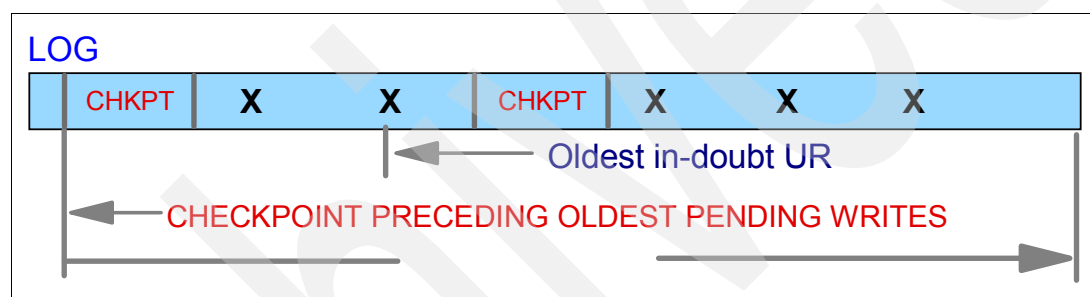 LOG
CHKPT X X CHKPT X X X
Oldest in-doubt UR
CHECKPOINT PRECEDING OLDEST PENDING WRITES